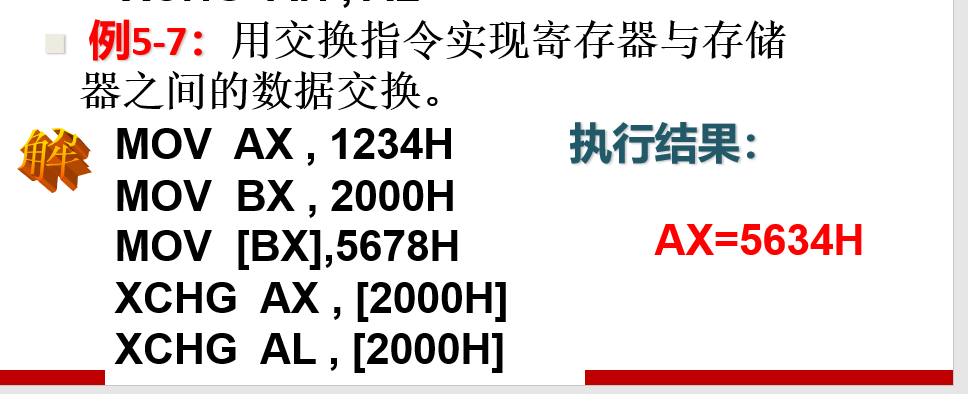 例5-7：用交换指令实现寄存器与存储
器之间的数据交换。
解
MOV AX , 1234H
MOV BX , 2000H
MOV [BX],5678H
XCHG AX , [2000H]
XCHG AL , [2000H]
执行结果：
AX=5634H